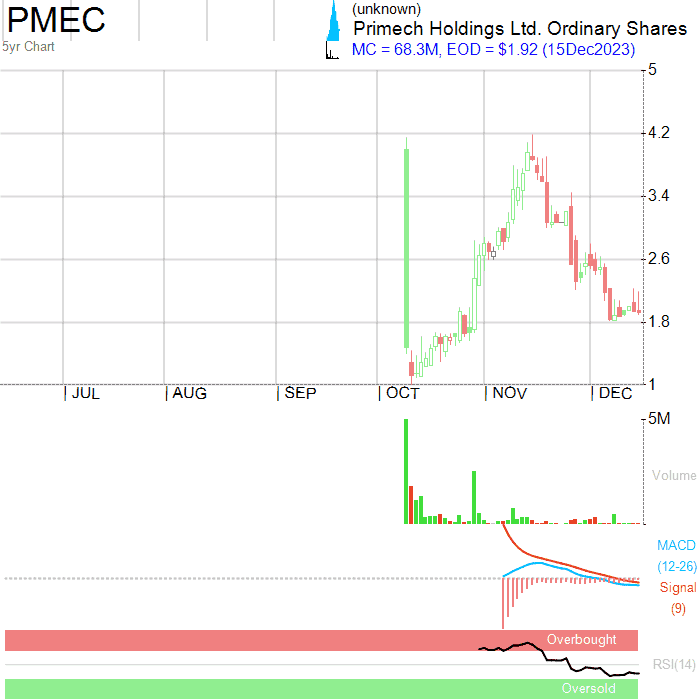 PMEC
5yr Chart
(unknown)
Primech Holdings Ltd. Ordinary Shares
MC = 68.3M, EOD = $1.92 (15Dec2023)
5
4.2
3.4
2.6
1.8
1
JUL
AUG
SEP
OCT
NOV
DEC
5M
Volume
MACD
(12-26)
Signal
(9)
Overbought
RSI(14)
Oversold